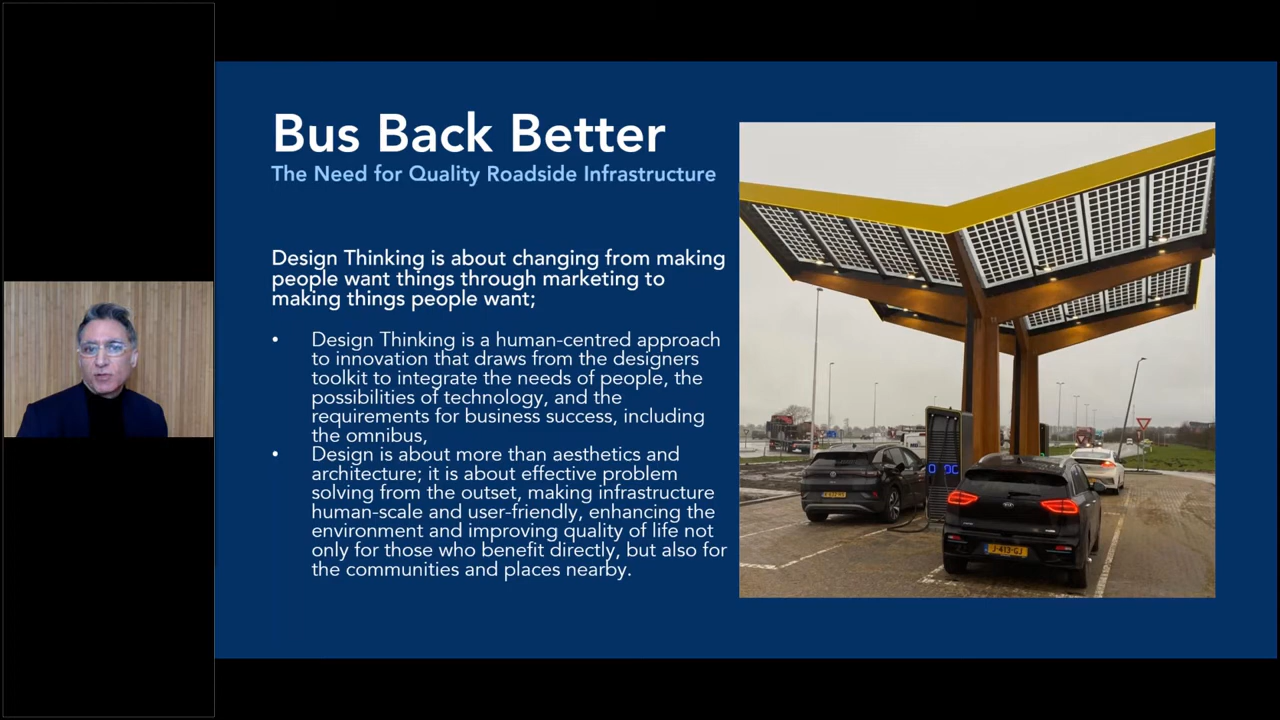 Bus Back Better
The Need for Quality Roadside Infrastructure
Design Thinking is about changing from making
people want things through marketing to
making things people want;
• Design Thinking is a human-centred approach
to innovation that draws from the designers
toolkit to integrate the needs of people, the
possibilities of technology, and the
requirements for business success, including
the omnibus,
• Design is about more than aesthetics and
architecture; it is about effective problem
solving from the outset, making infrastructure
human-scale and user-friendly, enhancing the
environment and improving quality of life not
only for those who benefit directly, but also for
the communities and places nearby.